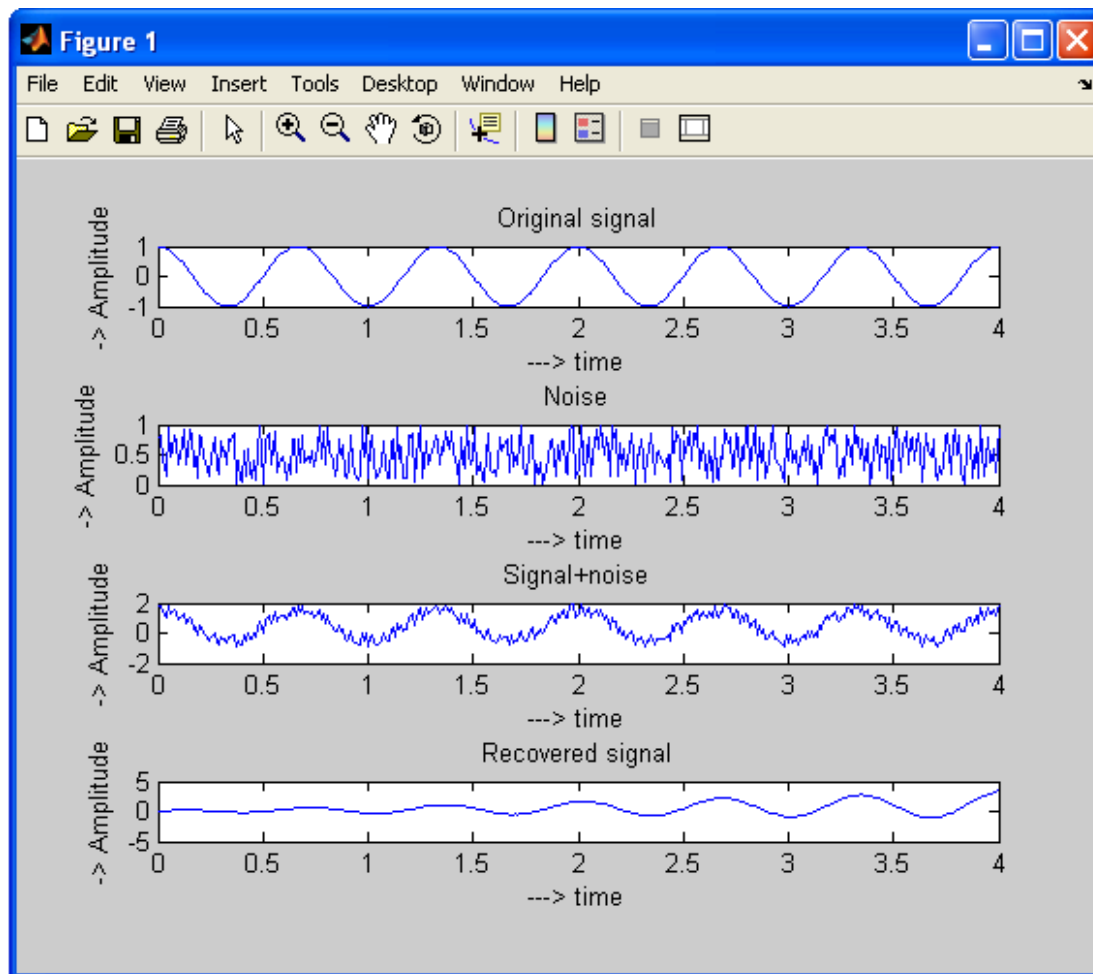 Figure 1
File Edit View Insert Tools Desktop Window Help
Original signal
-> Amplitude
1
0
-1
0 0.5 1 1.5 2 2.5 3 3.5 4
---> time
Noise
-> Amplitude
1
0.5
0
0 0.5 1 1.5 2 2.5 3 3.5 4
---> time
Signal+noise
-> Amplitude
2
0
-2
0 0.5 1 1.5 2 2.5 3 3.5 4
---> time
Recovered signal
-> Amplitude
5
0
-5
0 0.5 1 1.5 2 2.5 3 3.5 4
---> time